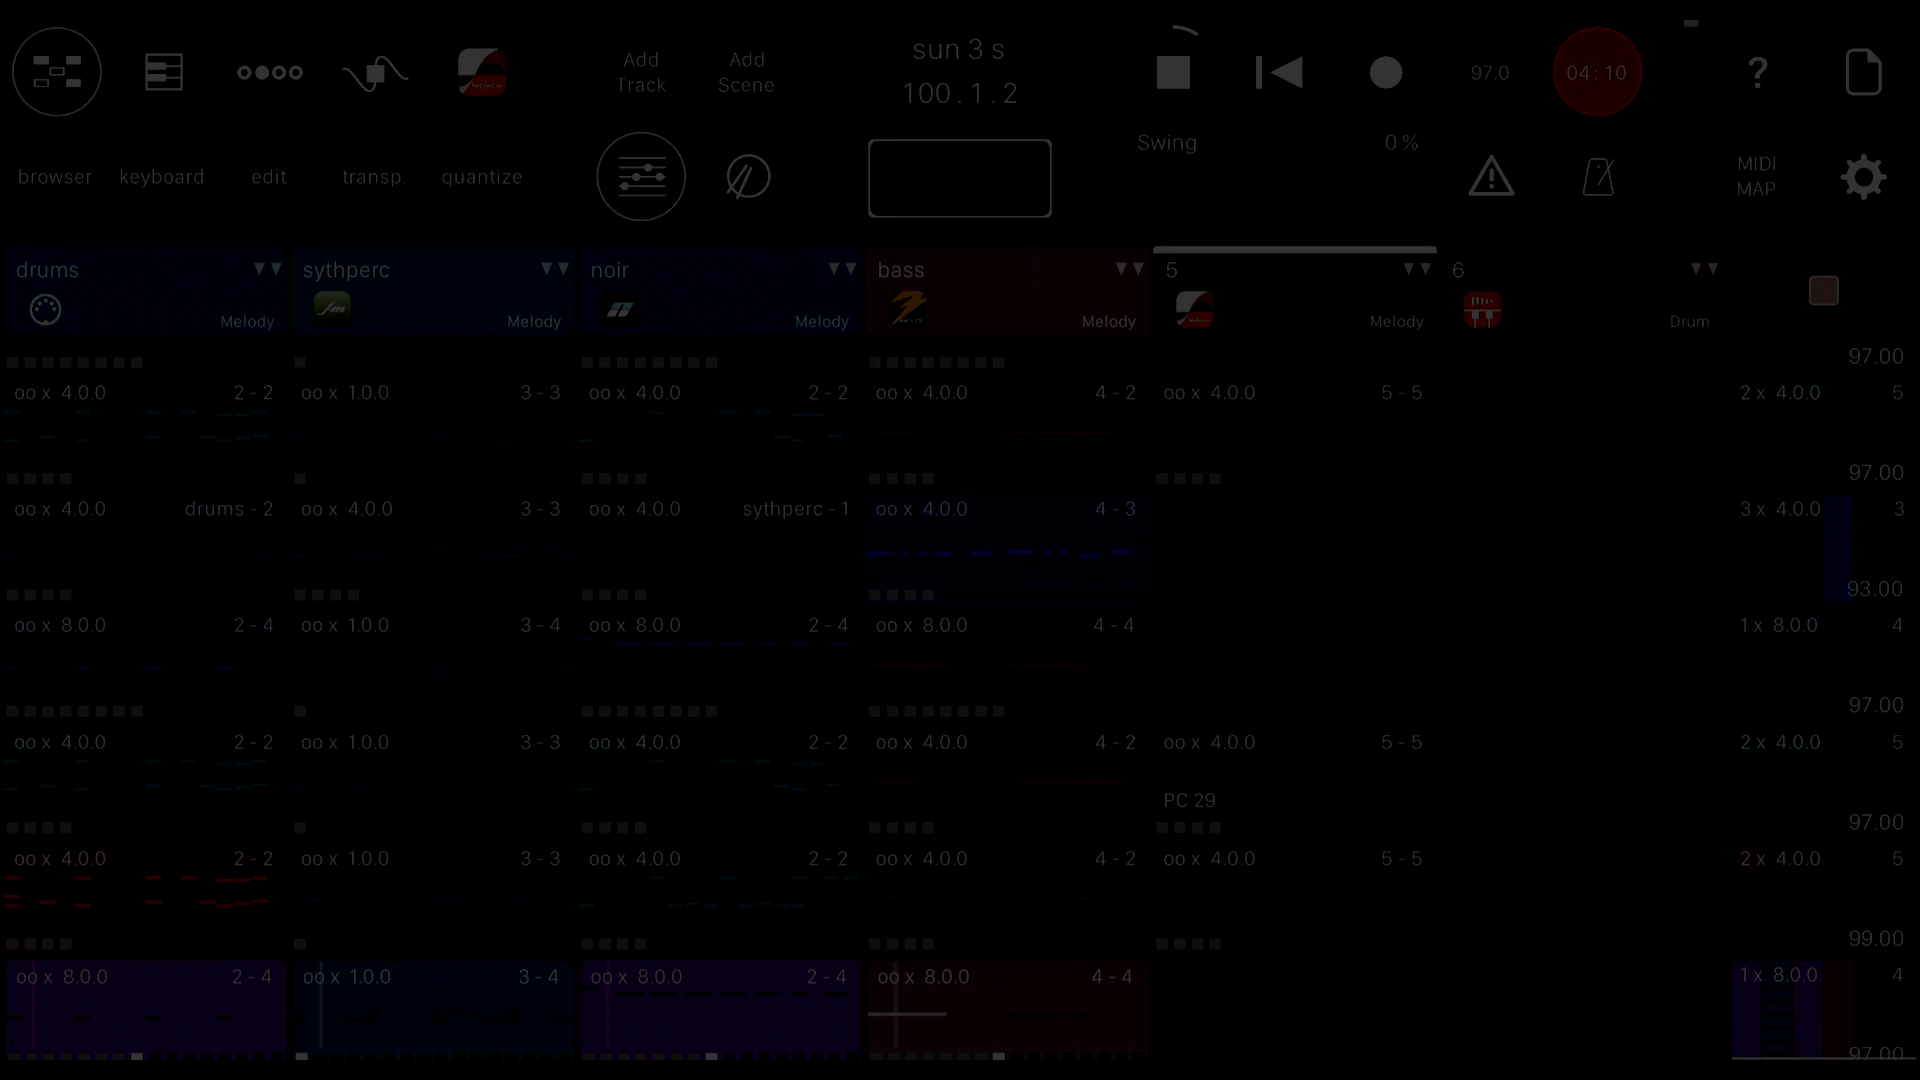 Add Track
Add Scene
sun 3 s
100 . 1 . 2
97.0
04 : 10
?
Swing
0 %
browser
keyboard
edit
transp.
quantize
MIDI MAP
drums
Melody
sythperc
fm
Melody
noir
Melody
bass
Melody
5
Melody
6
Drum
97.00
oo x 4.0.0
2 - 2
oo x 1.0.0
3 - 3
oo x 4.0.0
2 - 2
oo x 4.0.0
4 - 2
oo x 4.0.0
5 - 5
2 x 4.0.0
5
97.00
oo x 4.0.0
drums - 2
oo x 4.0.0
3 - 3
oo x 4.0.0
sythperc - 1
oo x 4.0.0
4 - 3
3 x 4.0.0
3
93.00
oo x 8.0.0
2 - 4
oo x 1.0.0
3 - 4
oo x 8.0.0
2 - 4
oo x 8.0.0
4 - 4
1 x 8.0.0
4
97.00
oo x 4.0.0
2 - 2
oo x 1.0.0
3 - 3
oo x 4.0.0
2 - 2
oo x 4.0.0
4 - 2
oo x 4.0.0
5 - 5
2 x 4.0.0
5
PC 29
97.00
oo x 4.0.0
2 - 2
oo x 1.0.0
3 - 3
oo x 4.0.0
2 - 2
oo x 4.0.0
4 - 2
oo x 4.0.0
5 - 5
2 x 4.0.0
5
99.00
oo x 8.0.0
2 - 4
oo x 1.0.0
3 - 4
oo x 8.0.0
2 - 4
oo x 8.0.0
4 - 4
1 x 8.0.0
4
97.00